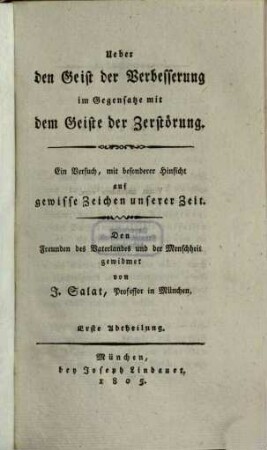 Ueber
den Geist der Verbesserung
im Gegensatze mit
dem Geiste der Zerstörung.
Ein Versuch, mit besonderer Hinsicht
auf
gewisse Zeichen unserer Zeit.
Den
Freunden des Vaterlandes und der Menschheit
gewidmet
von
J. Salat, Professor in München.
Erste Abtheilung.
München,
bey Joseph Lindauer,
1805.